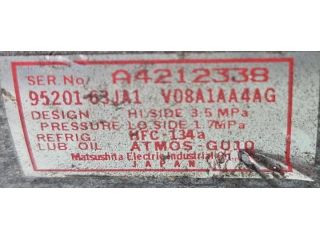 SER.No A4212338
95201-63JA1 V08A1AA4AG
DESIGN HI.SIDE 3.5 MPa
PRESSURE LO.SIDE 1.7MPa
REFRIG. HFC-134a
LUB. OIL ATMOS-GU10
Matsushita Electric Industrial Co.,
JAPAN